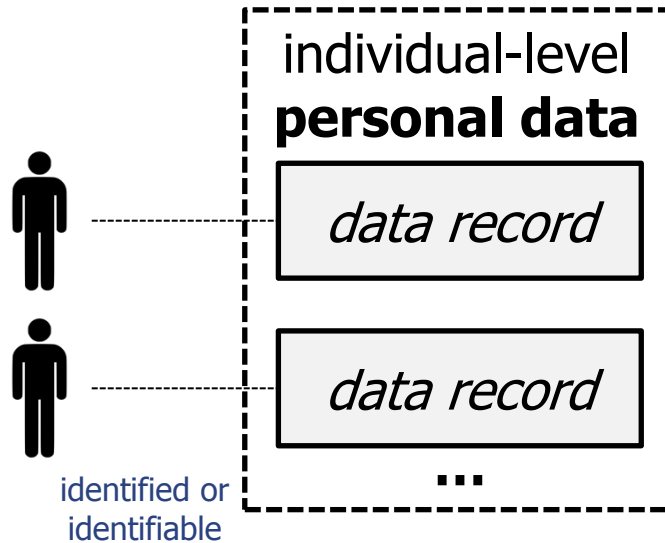 individual-level
personal data
data record
data record
...
identified or
identifiable